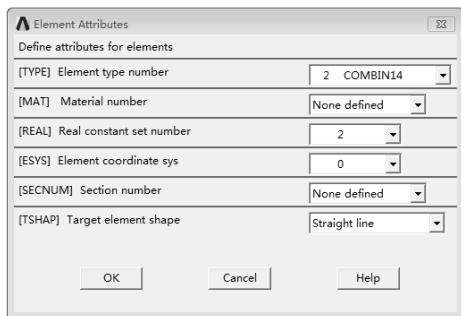 Element Attributes
Define attributes for elements
[TYPE] Element type number 2 COMBIN14
[MAT] Material number None defined
[REAL] Real constant set number 2
[ESYS] Element coordinate sys 0
[SECNUM] Section number None defined
[TSHAP] Target element shape Straight line
OK Cancel Help